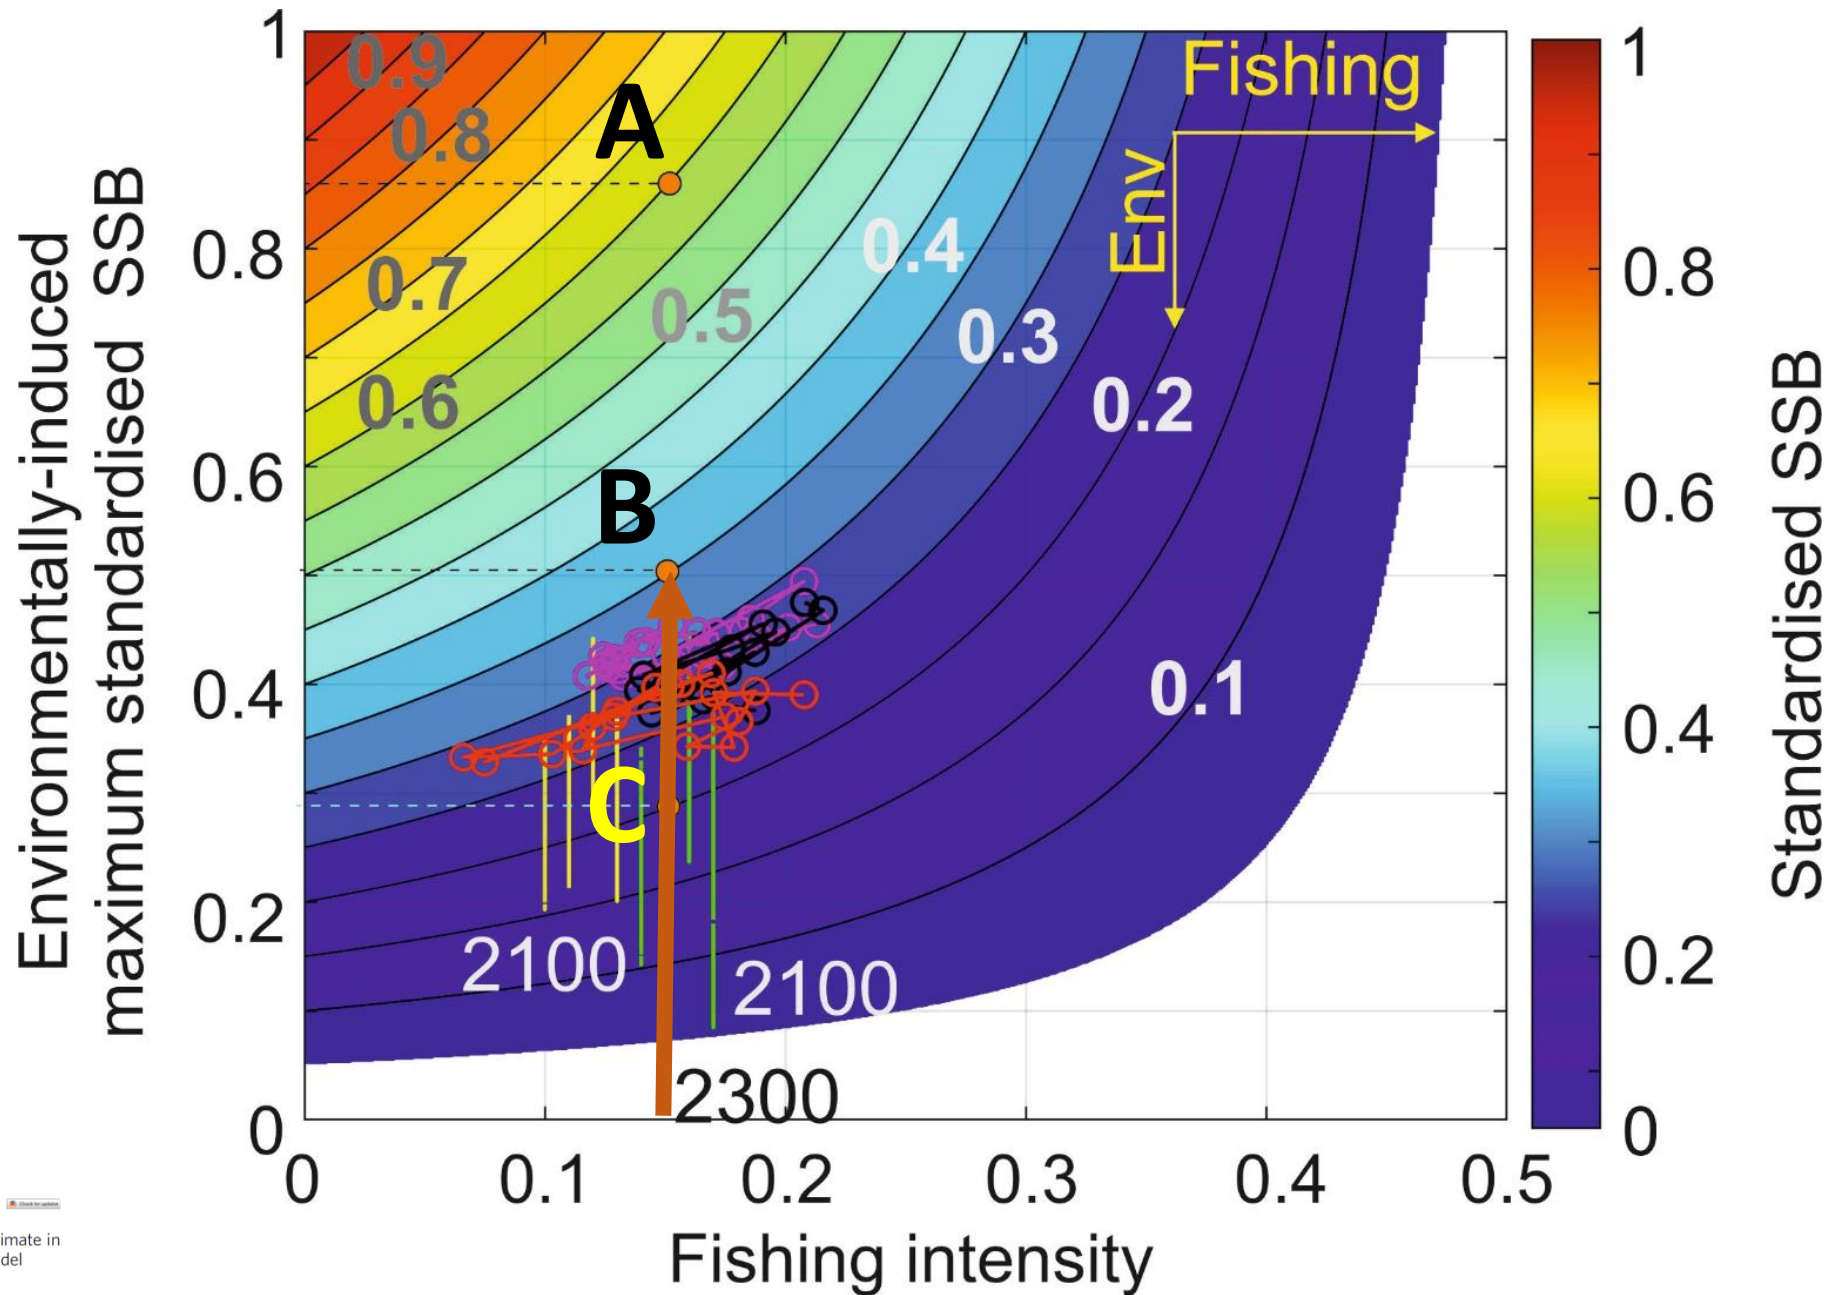 Environmentally-induced
maximum standardised SSB
1
0.8
0.6
0.4
0.2
0
0.9
0.8
0.7
0.6
0.5
0.4
0.3
0.2
0.1
A
B
C
Fishing
Env
2100
2100
2300
0
0.1
0.2
0.3
0.4
0.5
Fishing intensity
1
0.8
0.6
0.4
0.2
0
Standardised SSB
Check for updates
imate in
del